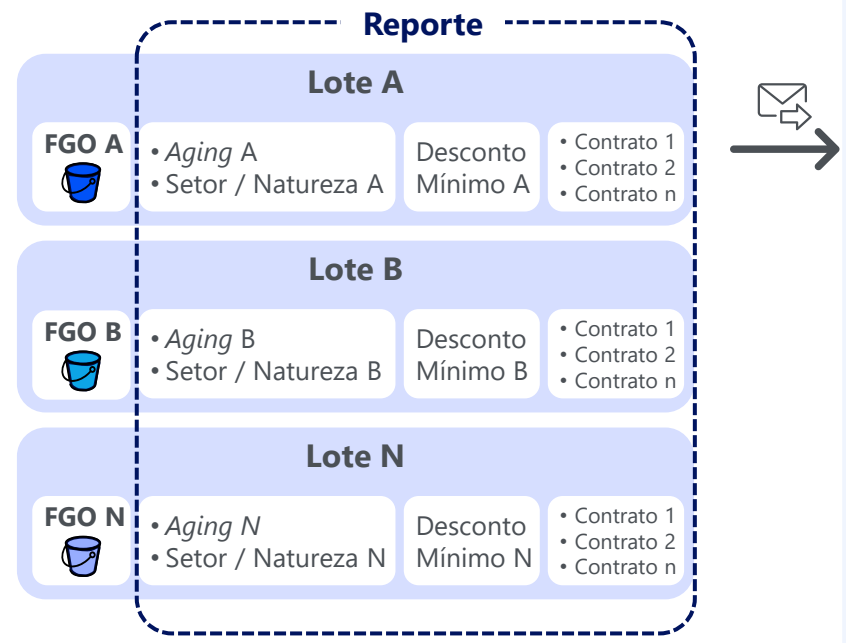 Reporte
Lote A
FGO A
• Aging A
• Setor / Natureza A
Desconto
Mínimo A
• Contrato 1
• Contrato 2
• Contrato n
Lote B
FGO B
• Aging B
• Setor / Natureza B
Desconto
Mínimo B
• Contrato 1
• Contrato 2
• Contrato n
Lote N
FGO N
• Aging N
• Setor / Natureza N
Desconto
Mínimo N
• Contrato 1
• Contrato 2
• Contrato n